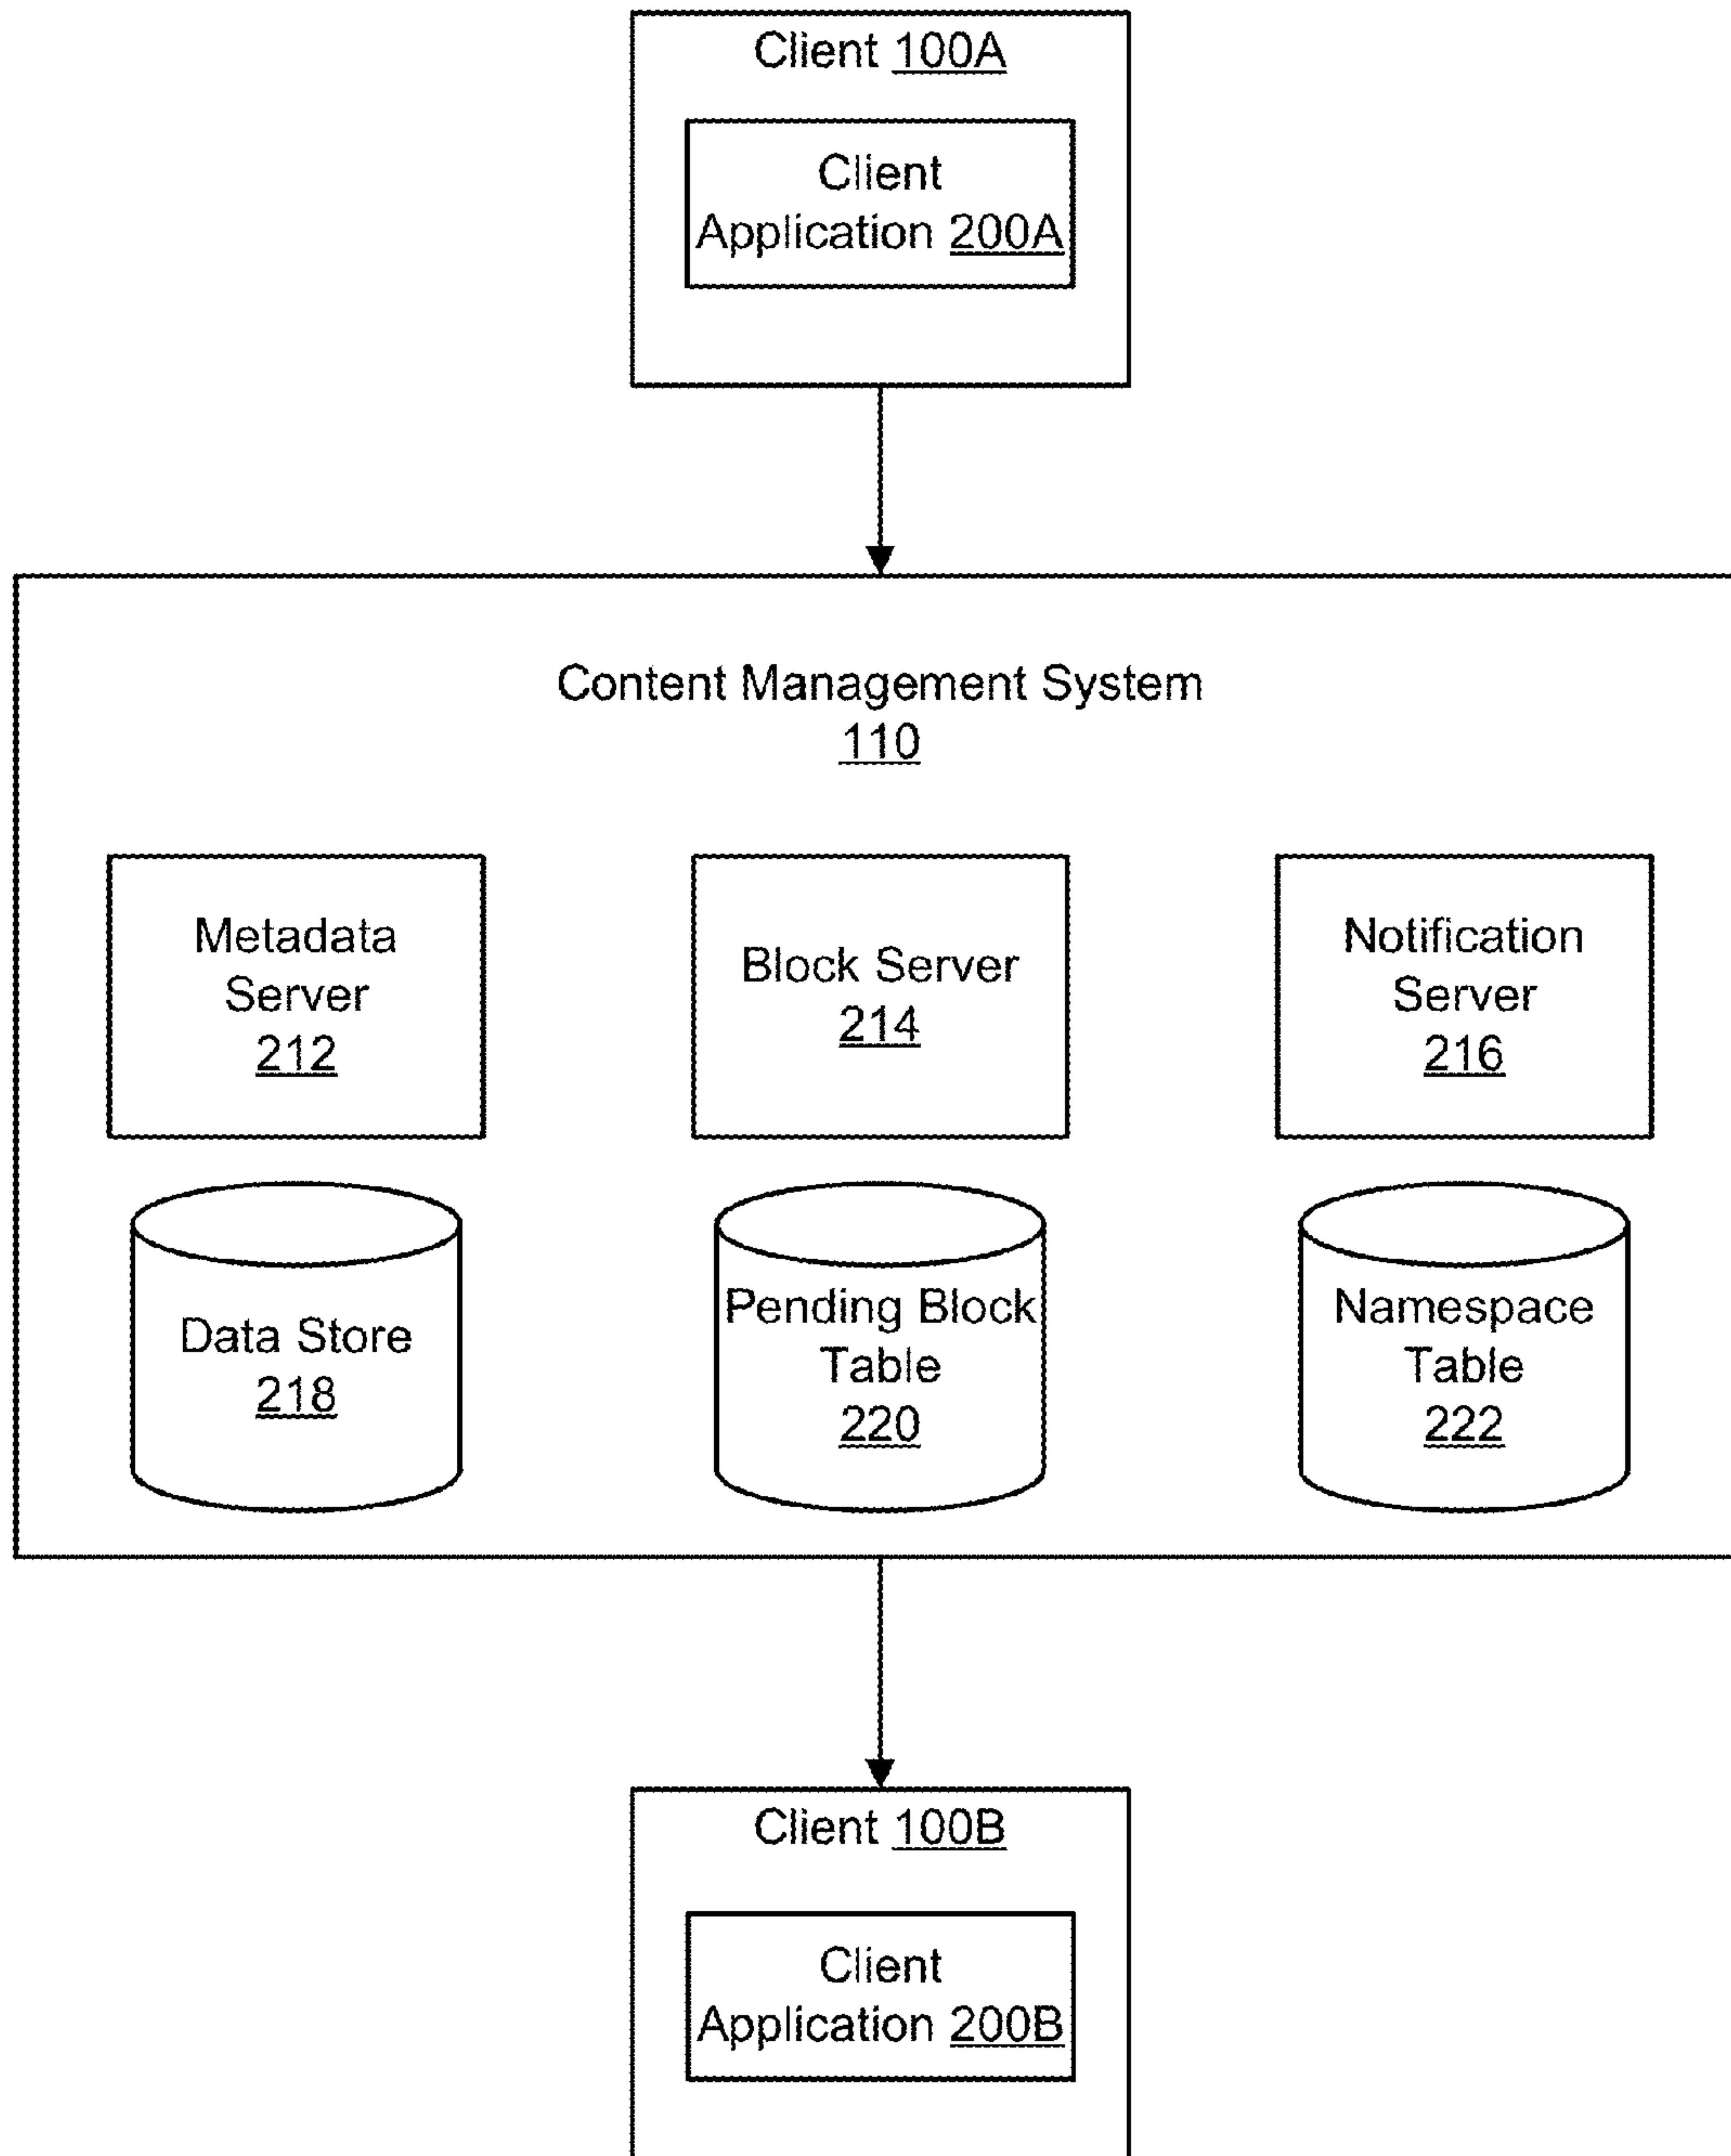 Client 100A
Client
Application 200A
Content Management System
110
Metadata
Server
212
Block Server
214
Notification
Server
216
Data Store
218
Pending Block
Table
220
Namespace
Table
222
Client 100B
Client
Application 200B